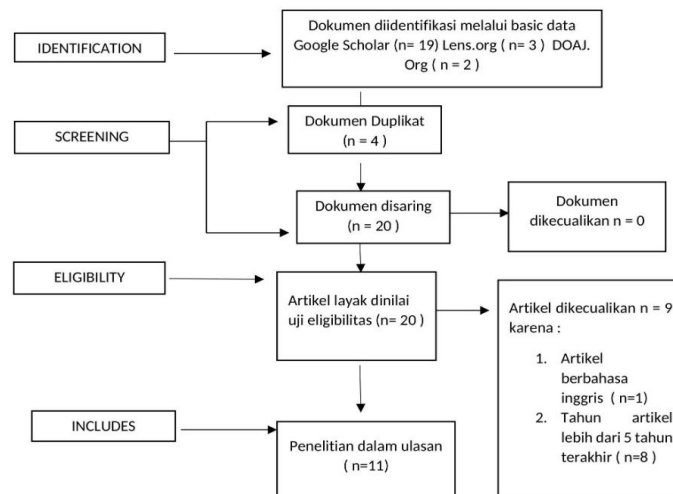 IDENTIFICATION
Dokumen diidentifikasi melalui basic data
Google Scholar (n= 19) Lens.org ( n= 3 ) DOAJ.
Org ( n = 2 )
SCREENING
Dokumen Duplikat
(n = 4 )
Dokumen disaring
(n = 20 )
Dokumen
dikecualikan n = 0
ELIGIBILITY
Artikel layak dinilai
uji eligibilitas (n= 20 )
Artikel dikecualikan n = 9
karena :
1. Artikel
berbahasa
inggris ( n=1)
2. Tahun artikel
lebih dari 5 tahun
terakhir ( n=8 )
INCLUDES
Penelitian dalam ulasan
( n=11)